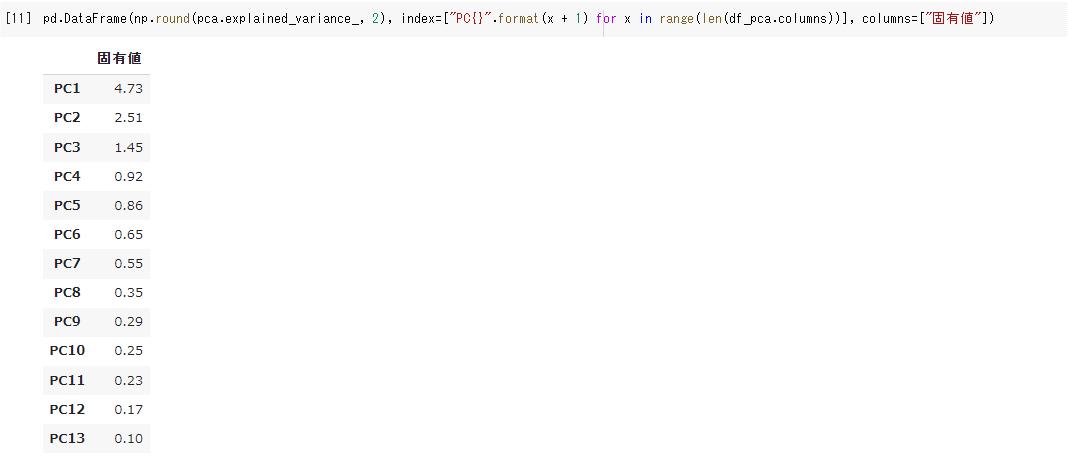 [11] pd.DataFrame(np.round(pca.explained_variance_, 2), index=["PC{}".format(x + 1) for x in range(len(df_pca.columns))], columns=["固有値"])
固有値
PC1 4.73
PC2 2.51
PC3 1.45
PC4 0.92
PC5 0.86
PC6 0.65
PC7 0.55
PC8 0.35
PC9 0.29
PC10 0.25
PC11 0.23
PC12 0.17
PC13 0.10